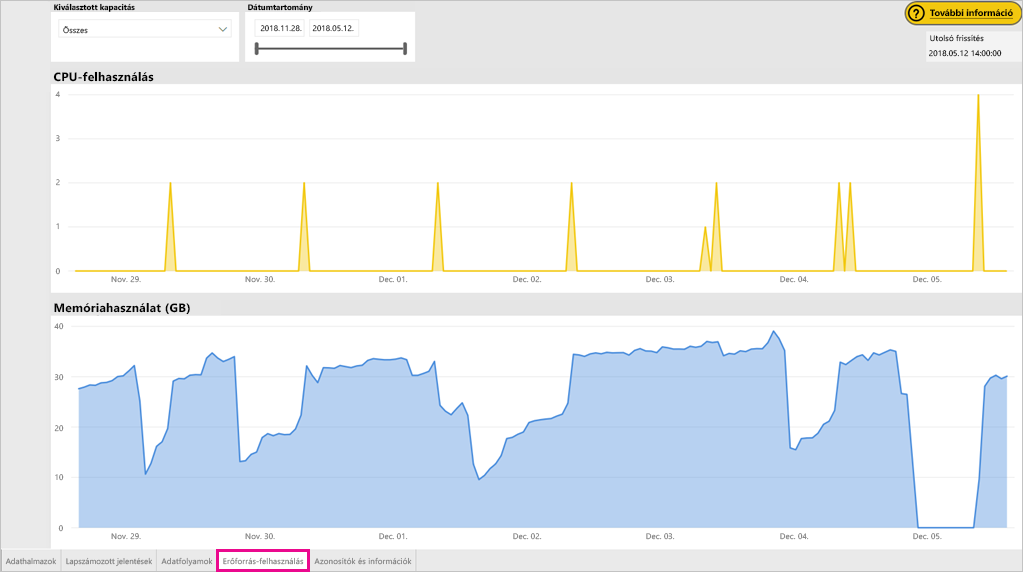 Kiválasztott kapacitás
Összes
Dátumtartomány
2018.11.28.
2018.05.12.
További információ
Utolsó frissítés
2018.05.12 14:00:00
CPU-felhasználás
4
3
2
1
0
Nov. 29.
Nov. 30.
Dec. 01.
Dec. 02.
Dec. 03.
Dec. 04.
Dec. 05.
Memóriahasználat (GB)
40
30
20
10
0
Nov. 29.
Nov. 30.
Dec. 01.
Dec. 02.
Dec. 03.
Dec. 04.
Dec. 05.
Adathalmazok
Lapszámozott jelentések
Adatfolyamok
Erőforrás-felhasználás
Azonosítók és információk